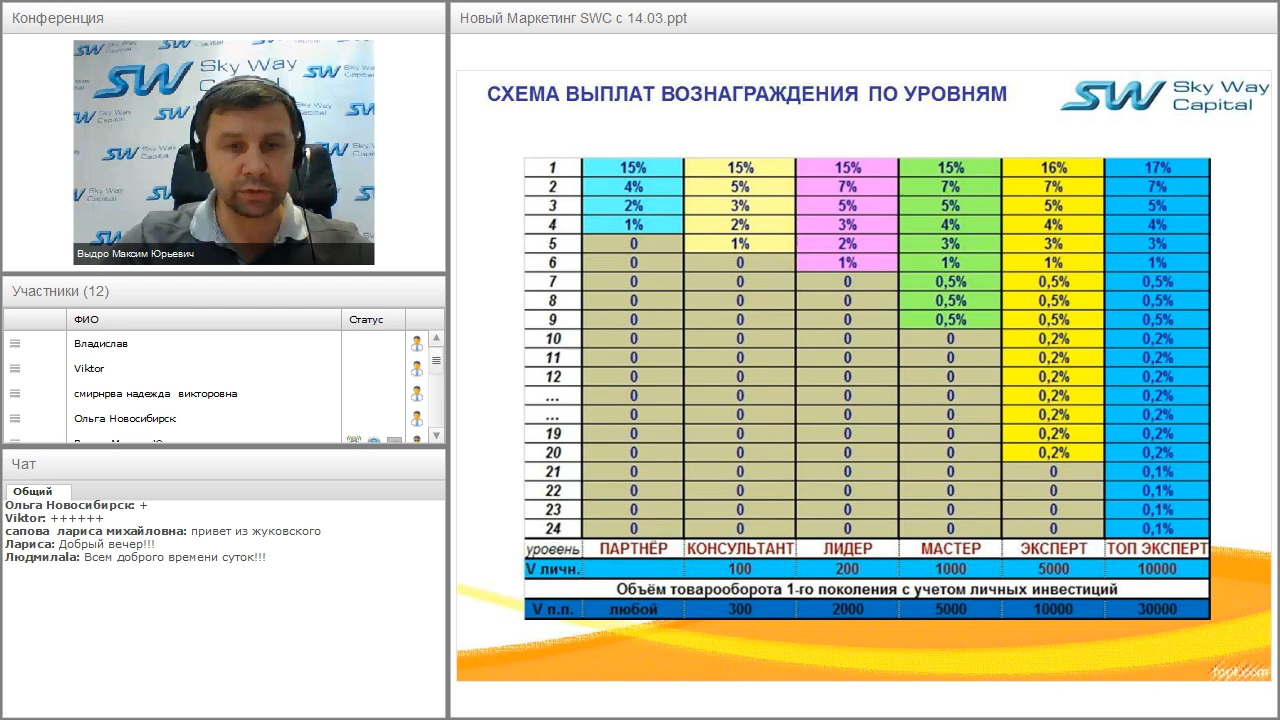 Конференция
Sky Way
Capital
Выдро Максим Юрьевич
Участники (12)
ФИО Статус
Владислав
Viktor
смирнрва надежда викторовна
Ольга Новосибирск
Чат
Общий
Ольга Новосибирск: +
Viktor: ++++++
сапова лариса михайловна: привет из жуковского
Лариса: Добрый вечер!!!
Людмилаla: Всем доброго времени суток!!!
Новый Маркетинг SWC с 14.03.ppt
СХЕМА ВЫПЛАТ ВОЗНАГРАЖДЕНИЯ ПО УРОВНЯМ
SW Sky Way
Capital
1 15% 15% 15% 15% 16% 17%
2 4% 5% 7% 7% 7% 7%
3 2% 3% 5% 5% 5% 5%
4 1% 2% 3% 4% 4% 4%
5 0 1% 2% 3% 3% 3%
6 0 0 1% 1% 1% 1%
7 0 0 0 0,5% 0,5% 0,5%
8 0 0 0 0,5% 0,5% 0,5%
9 0 0 0 0,5% 0,5% 0,5%
10 0 0 0 0 0,2% 0,2%
11 0 0 0 0 0,2% 0,2%
12 0 0 0 0 0,2% 0,2%
... 0 0 0 0 0,2% 0,2%
... 0 0 0 0 0,2% 0,2%
19 0 0 0 0 0,2% 0,2%
20 0 0 0 0 0,2% 0,2%
21 0 0 0 0 0 0,1%
22 0 0 0 0 0 0,1%
23 0 0 0 0 0 0,1%
24 0 0 0 0 0 0,1%
уровень ПАРТНЁР КОНСУЛЬТАНТ ЛИДЕР МАСТЕР ЭКСПЕРТ ТОП ЭКСПЕРТ
V личн. 100 200 1000 5000 10000
Объём товарооборота 1-го поколения с учетом личных инвестиций
V п.п. любой 300 2000 5000 10000 30000
fppt.com